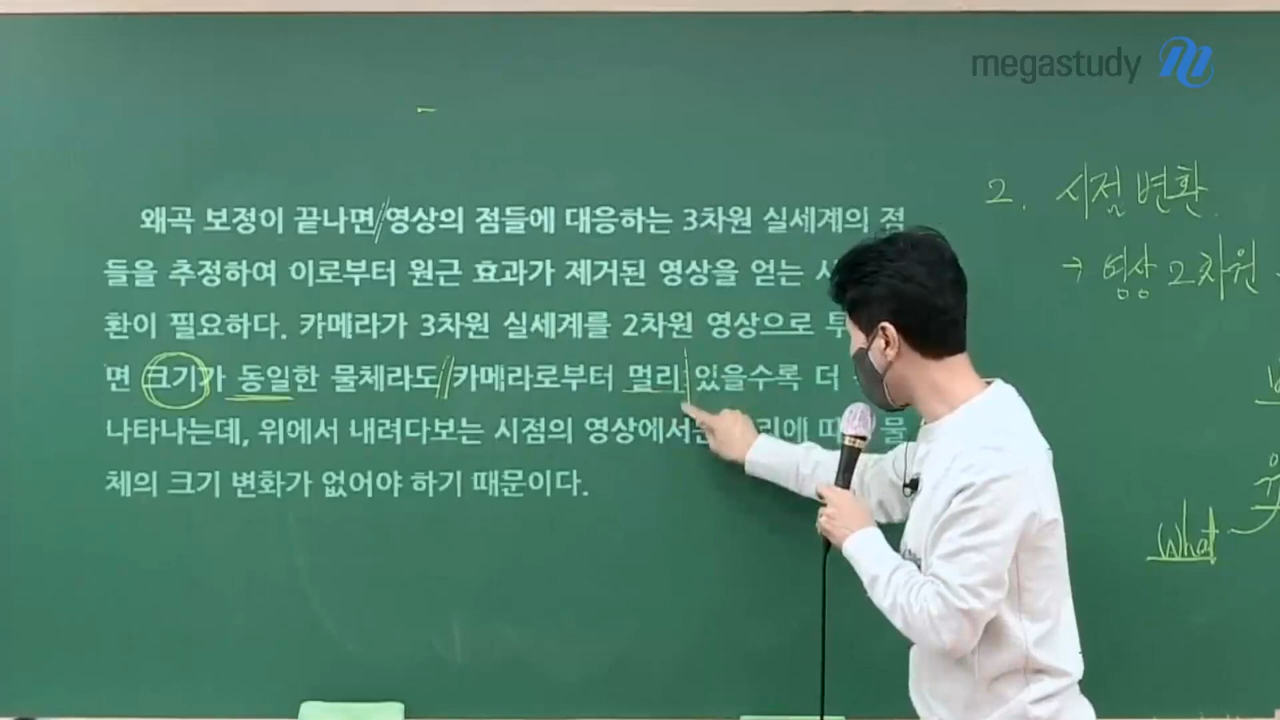 megastudy
왜곡 보정이 끝나면 영상의 점들에 대응하는 3차원 실세계의 점
들을 추정하여 이로부터 원근 효과가 제거된 영상을 얻는
환이 필요하다. 카메라가 3차원 실세계를 2차원 영상으로
면 크기가 동일한 물체라도 카메라로부터 멀리 있을수록 더
나타나는데, 위에서 내려다보는 시점의 영상에서는 물
체의 크기 변화가 없어야 하기 때문이다.
2. 시점 변환
→ 영상 2차원
What